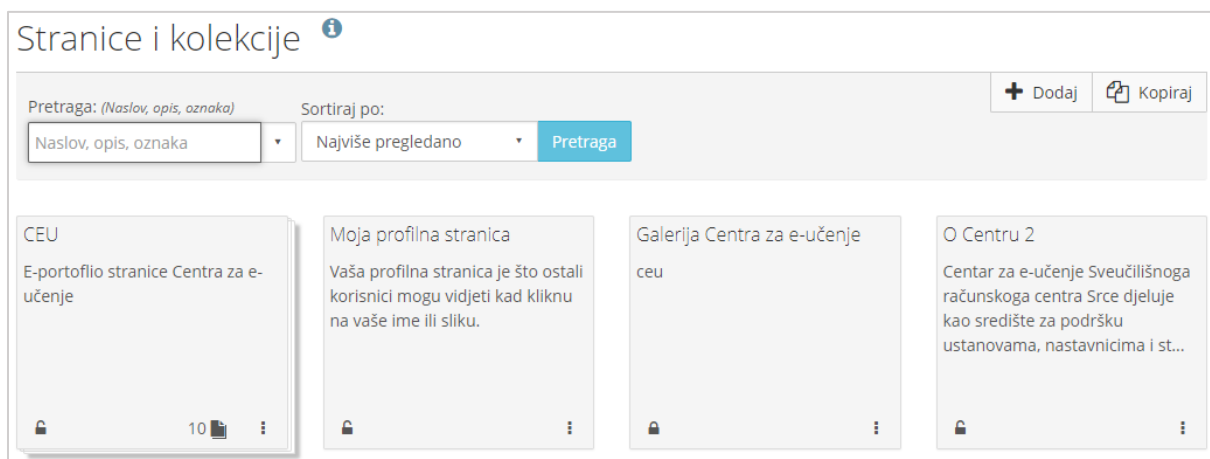 Stranice i kolekcije
Dodaj Kopiraj
Pretraga: (Naslov, opis, oznaka) Sortiraj po:
Naslov, opis, oznaka Najviše pregledano Pretraga
CEU
E-portoflio stranice Centra za e-
učenje
10
Moja profilna stranica
Vaša profilna stranica je što ostali
korisnici mogu vidjeti kad kliknu
na vaše ime ili sliku.
Galerija Centra za e-učenje
ceu
O Centru 2
Centar za e-učenje Sveučilišnoga
računskoga centra Srce djeluje
kao središte za podršku
ustanovama, nastavnicima i st...